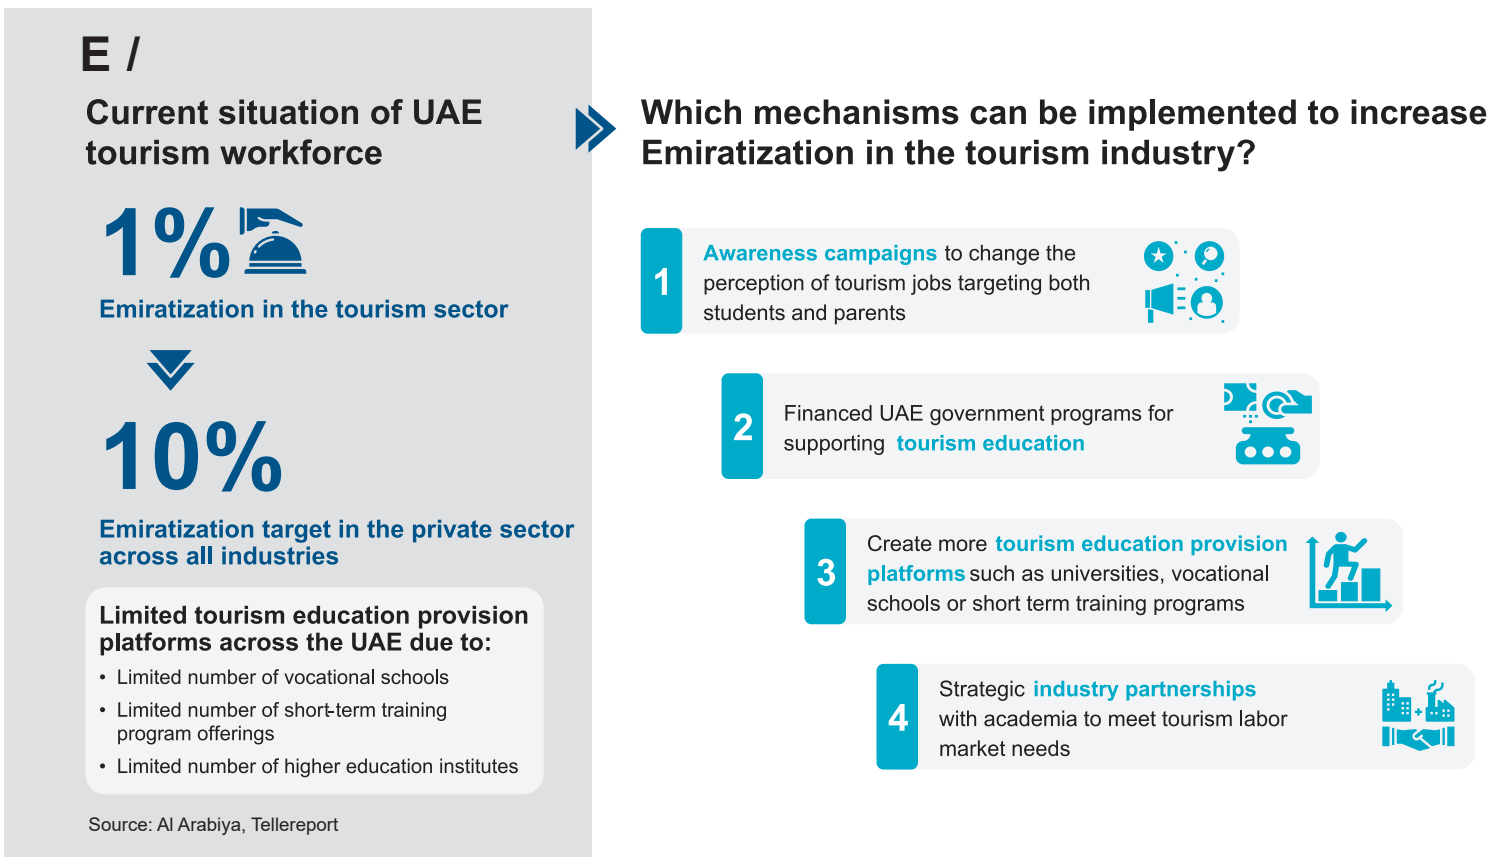 E /
Current situation of UAE
tourism workforce
1%
Emiratization in the tourism sector
10%
Emiratization target in the private sector
across all industries
Limited tourism education provision
platforms across the UAE due to:
• Limited number of vocational schools
• Limited number of short-term training
program offerings
• Limited number of higher education institutes
Source: Al Arabiya, Tellereport
Which mechanisms can be implemented to increase
Emiratization in the tourism industry?
1
Awareness campaigns to change the
perception of tourism jobs targeting both
students and parents
2
Financed UAE government programs for
supporting tourism education
3
Create more tourism education provision
platforms such as universities, vocational
schools or short term training programs
4
Strategic industry partnerships
with academia to meet tourism labor
market needs